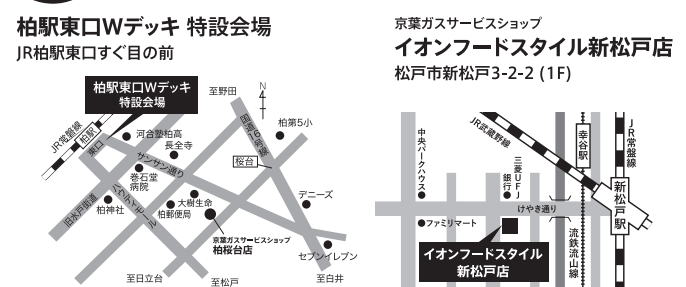 柏駅東口Wデッキ 特設会場
JR柏駅東口すぐ目の前
柏駅東口Wデッキ
特設会場
至野田
N
国道16号線
柏第5小
JR常磐線
柏駅
東口
河合塾柏高
長全寺
サンサン通り
桜台
巻石堂
病院
ハウディモール
旧水戸街道
柏神社
大樹生命
柏郵便局
デニーズ
京葉ガスサービスショップ
柏桜台店
セブンイレブン
至日立台
至松戸
至白井
京葉ガスサービスショップ
イオンフードスタイル新松戸店
松戸市新松戸3-2-2 (1F)
JR武蔵野線
幸谷駅
JR常磐線
中央パークハウス
三菱UFJ
銀行
新松戸駅
けやき通り
ファミリマート
流鉄流山線
イオンフードスタイル
新松戸店